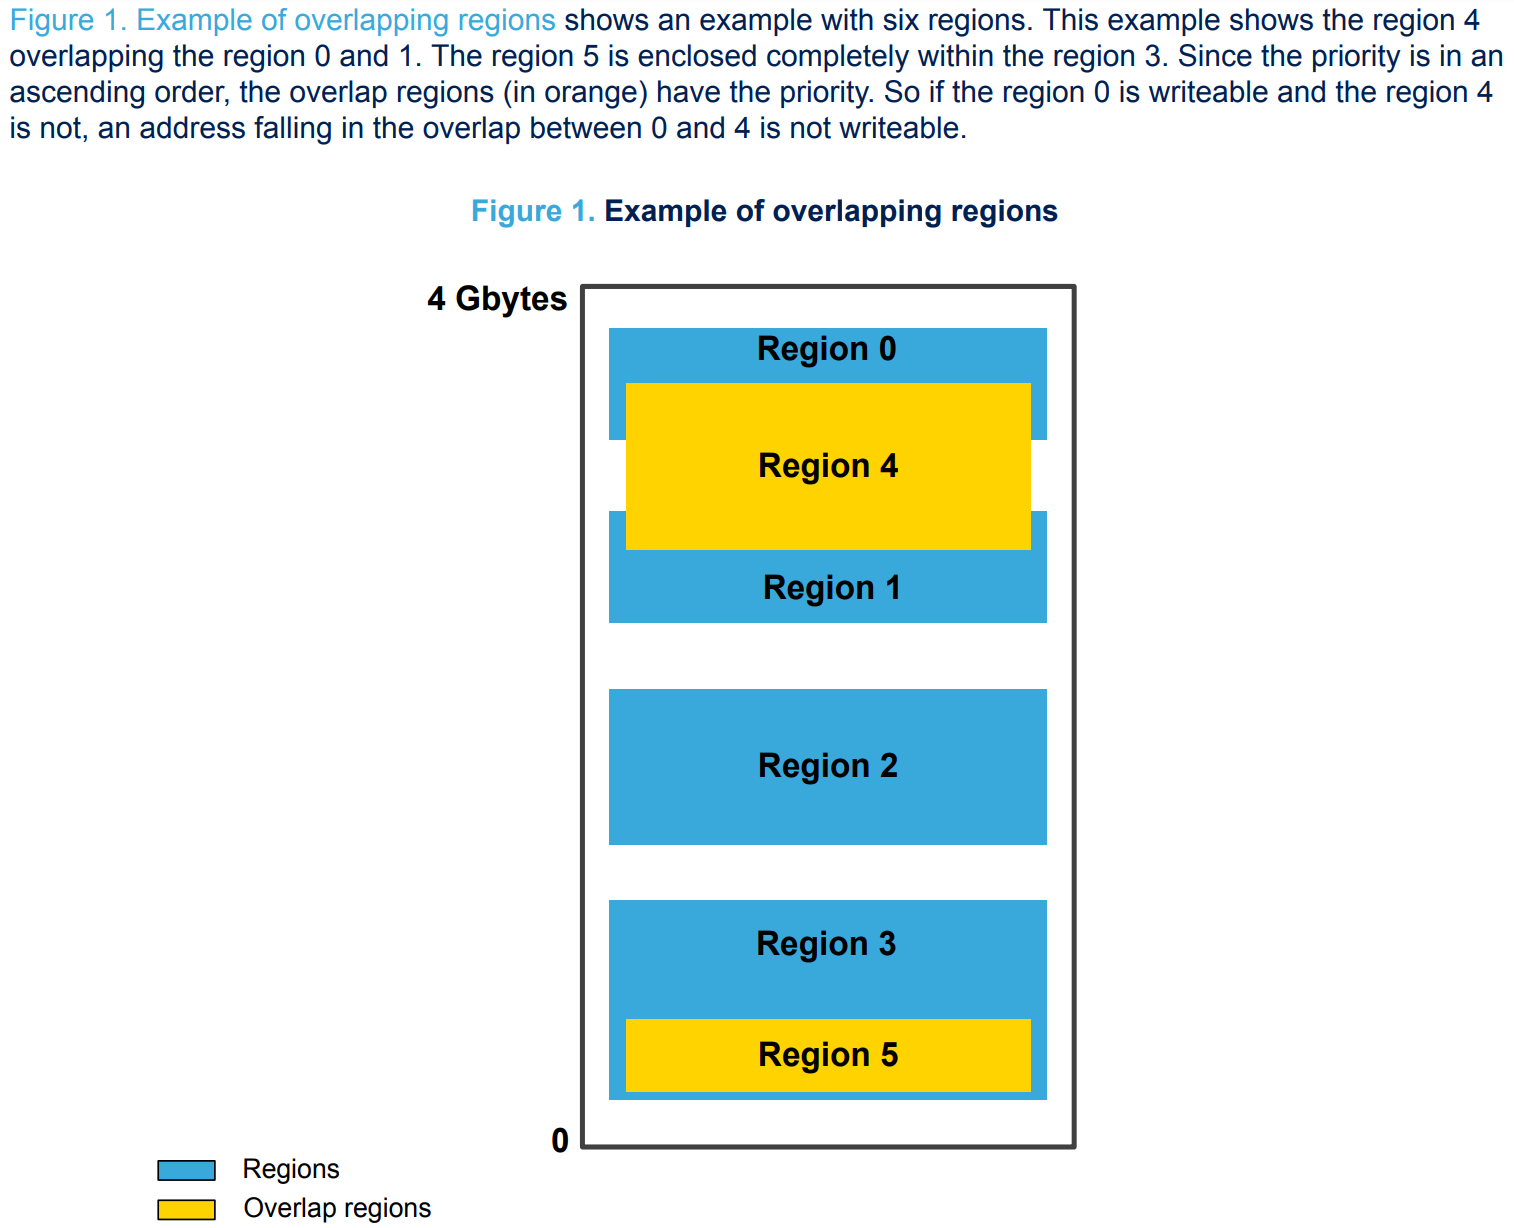 Figure 1. Example of overlapping regions shows an example with six regions. This example shows the region 4
overlapping the region 0 and 1. The region 5 is enclosed completely within the region 3. Since the priority is in an
ascending order, the overlap regions (in orange) have the priority. So if the region 0 is writeable and the region 4
is not, an address falling in the overlap between 0 and 4 is not writeable.
Figure 1. Example of overlapping regions
4 Gbytes
Region 0
Region 4
Region 1
Region 2
Region 3
Region 5
0
Regions
Overlap regions